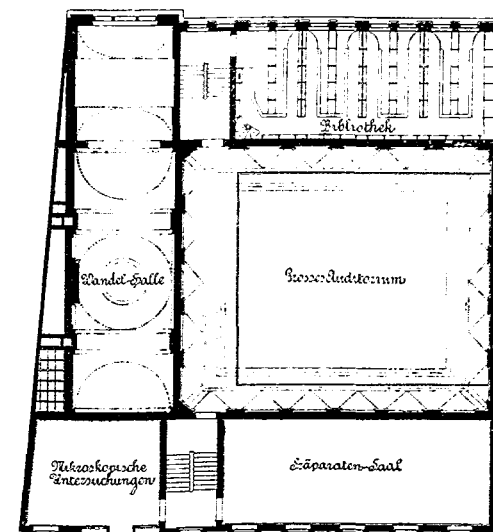 Bibliothek
Wandel-Halle
Grosses Auditorium
Mikroskopische
Untersuchungen
Präparaten-Saal